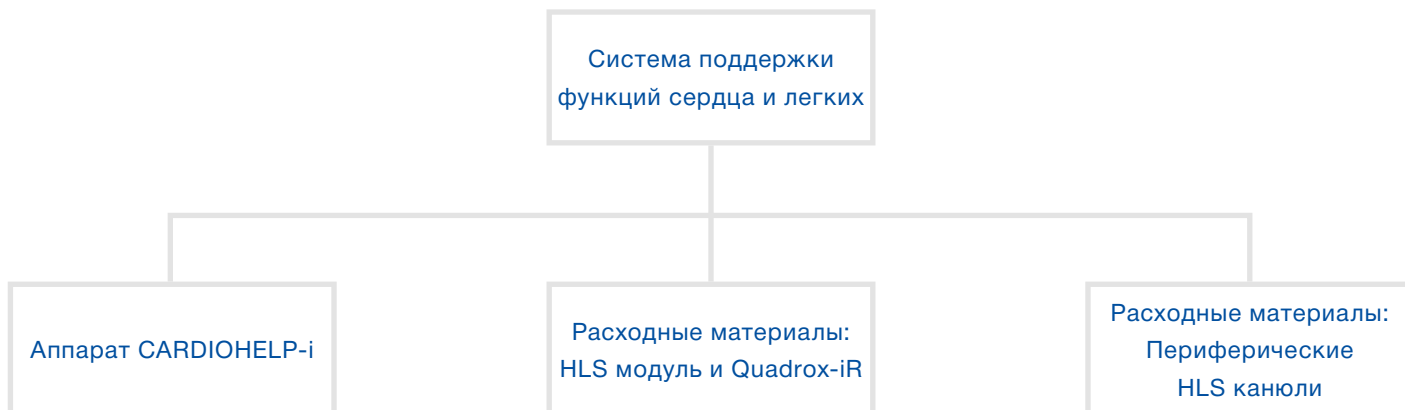 Система поддержки
функций сердца и легких
Аппарат CARDIOHELP-i
Расходные материалы:
HLS модуль и Quadrox-iR
Расходные материалы:
Периферические
HLS канюли